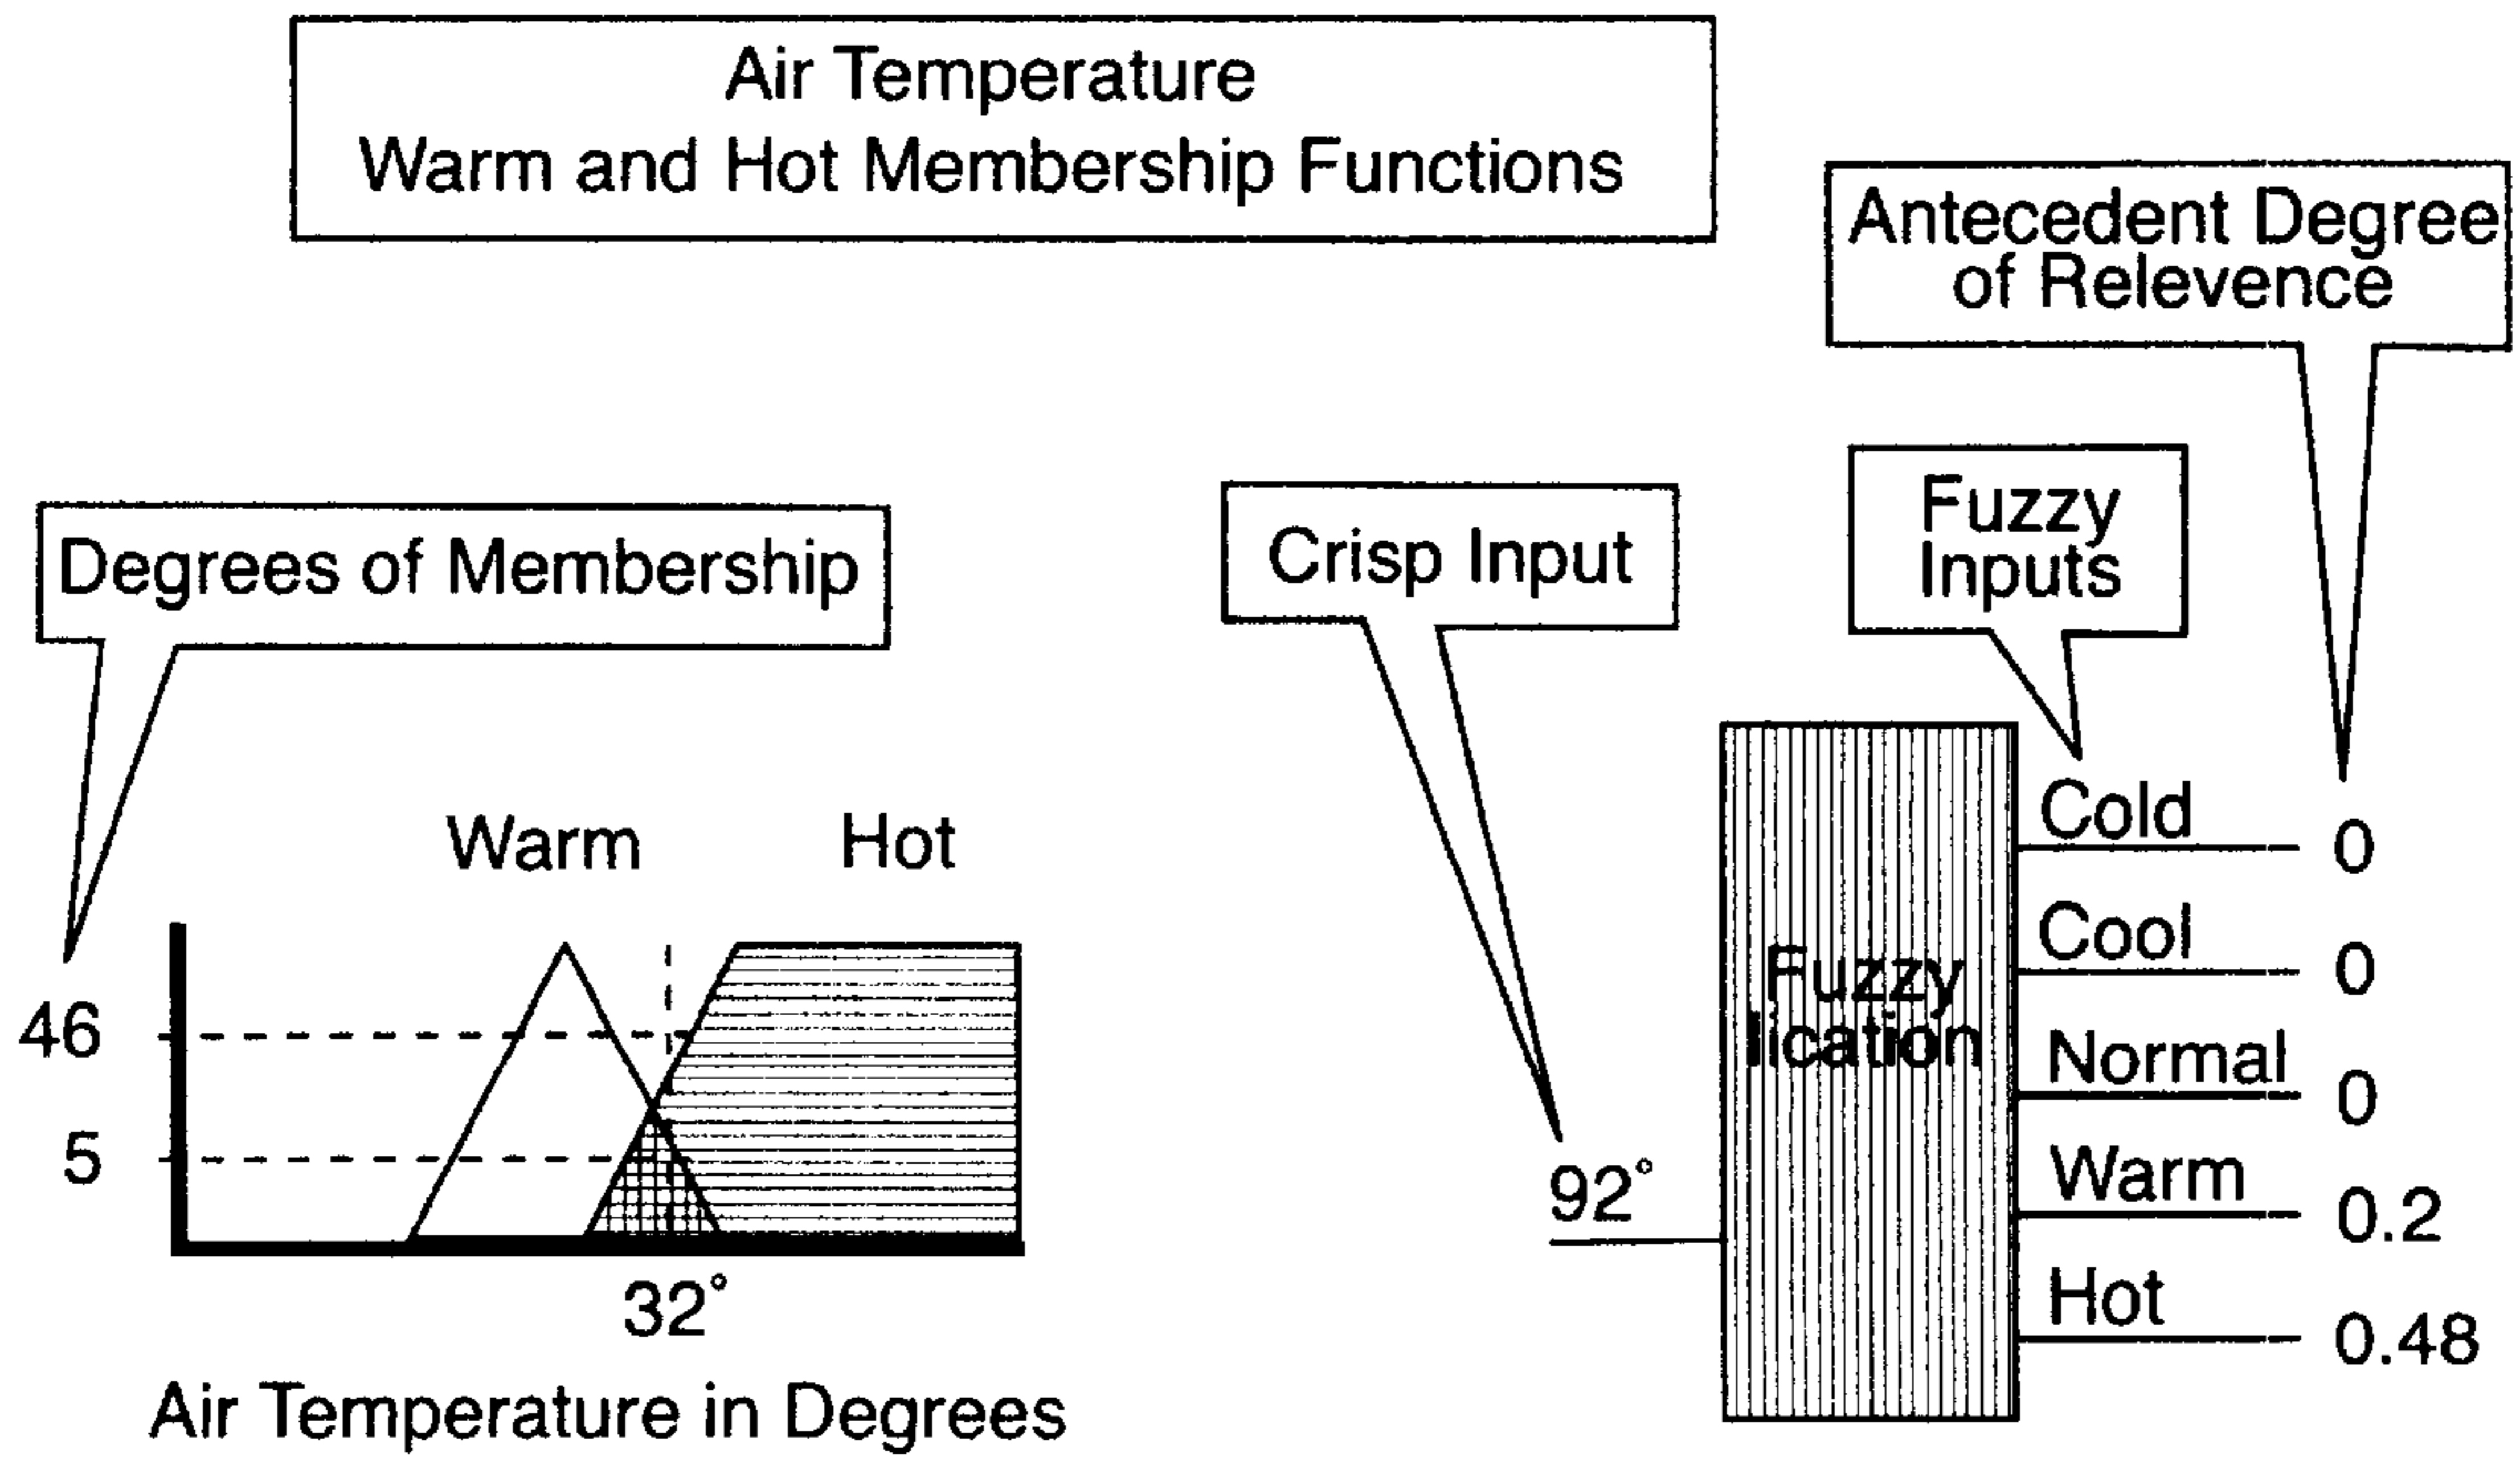 Air Temperature
Warm and Hot Membership Functions
Antecedent Degree
of Relevence
Degrees of Membership
Crisp Input
Fuzzy
Inputs
Warm
Hot
46
5
32°
Air Temperature in Degrees
92°
Fuzzy
lication
Cold
0
Cool
0
Normal
0
Warm
0.2
Hot
0.48